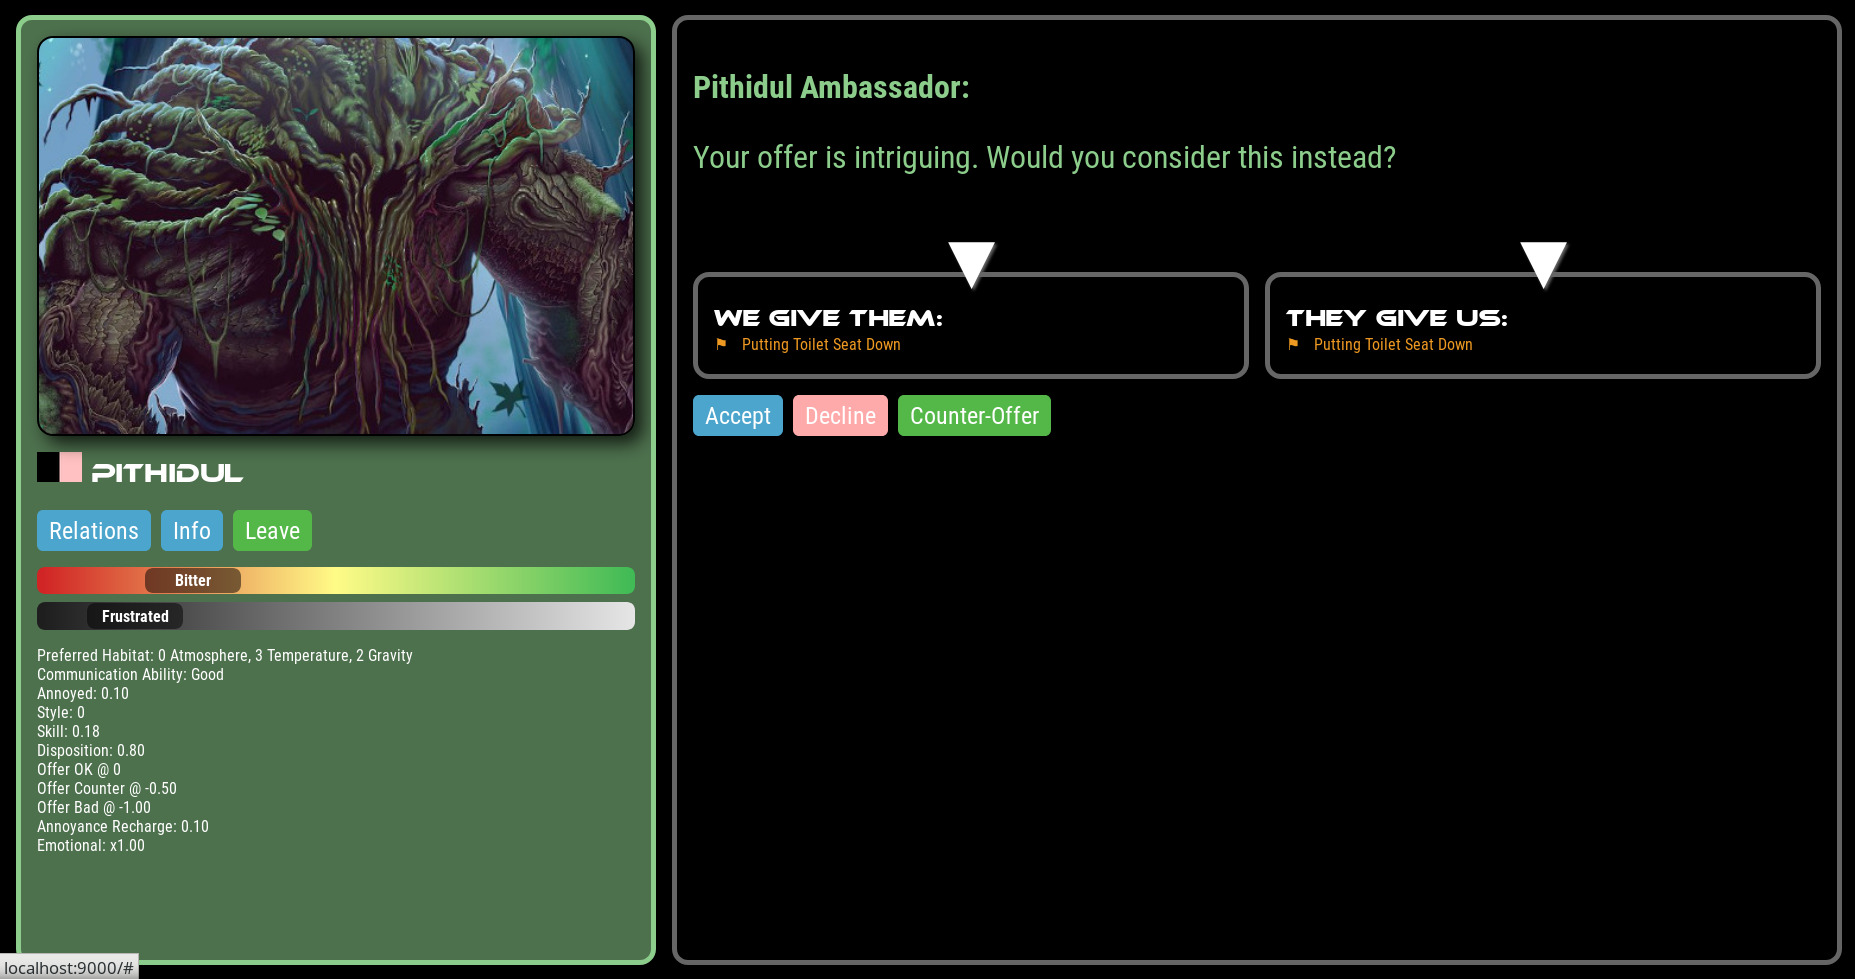 PITHIDUL
Relations Info Leave
Bitter
Frustrated
Preferred Habitat: 0 Atmosphere, 3 Temperature, 2 Gravity
Communication Ability: Good
Annoyed: 0.10
Style: 0
Skill: 0.18
Disposition: 0.80
Offer OK @ 0
Offer Counter @ -0.50
Offer Bad @ -1.00
Annoyance Recharge: 0.10
Emotional: x1.00
localhost:9000/#
Pithidul Ambassador:
Your offer is intriguing. Would you consider this instead?
WE GIVE THEM:
Putting Toilet Seat Down
THEY GIVE US:
Putting Toilet Seat Down
Accept Decline Counter-Offer